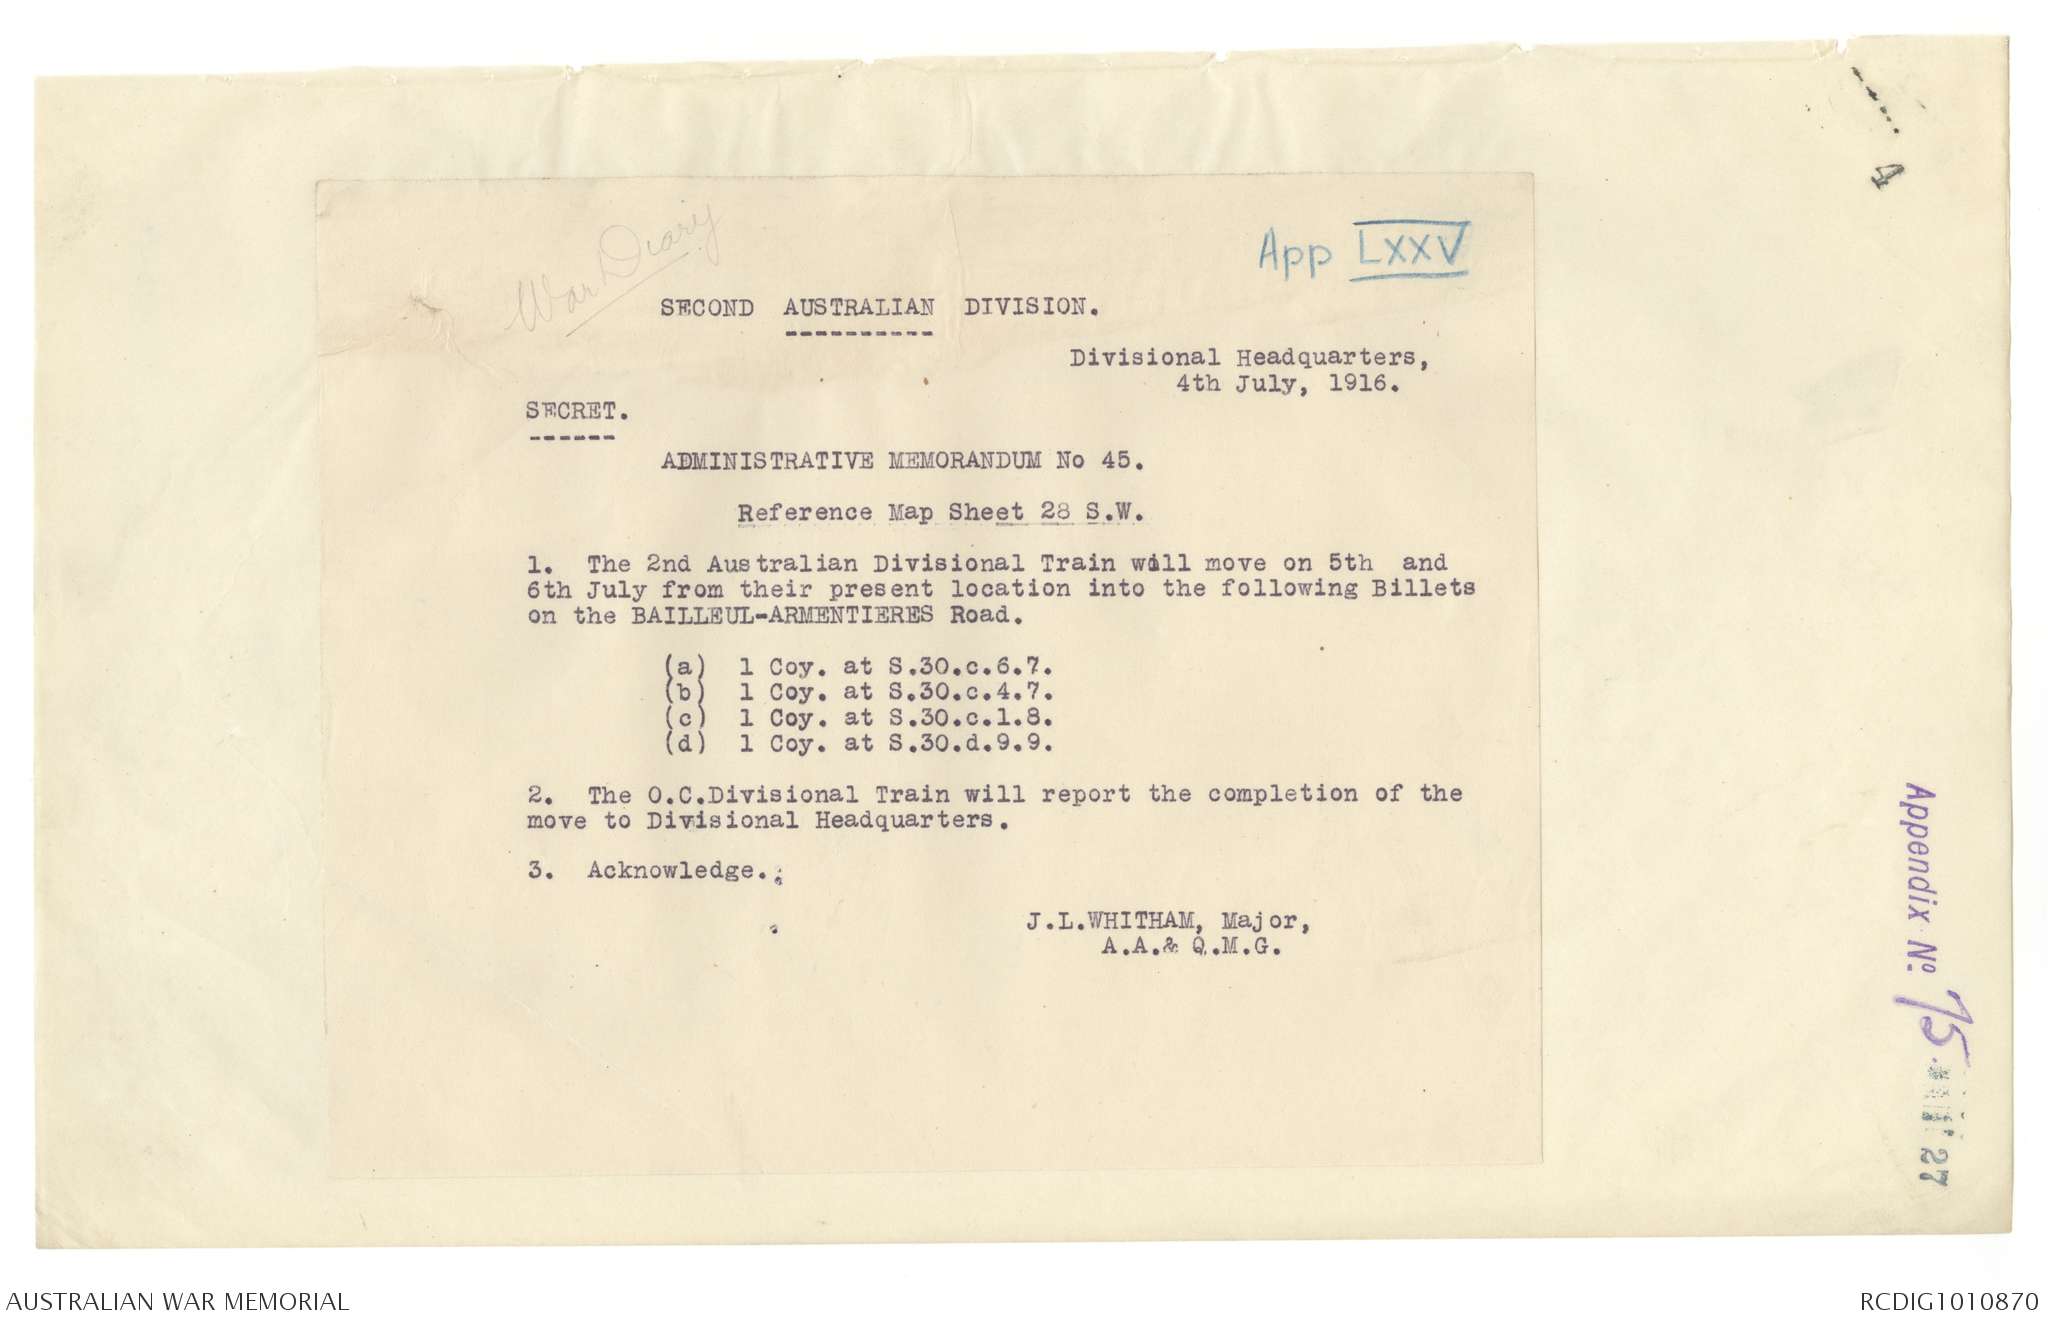 War Diary
App LXXV
SECOND AUSTRALIAN DIVISION.
----------
Divisional Headquarters,
4th July, 1916.
SECRET.
------
ADMINISTRATIVE MEMORANDUM No 45.
Reference Map Sheet 28 S.W.
1. The 2nd Australian Divisional Train will move on 5th and
6th July from their present location into the following Billets
on the BAILLEUL-ARMENTIERES Road.
(a) 1 Coy. at S.30.c.6.7.
(b) 1 Coy. at S.30.c.4.7.
(c) 1 Coy. at S.30.c.1.8.
(d) 1 Coy. at S.30.d.9.9.
2. The O.C.Divisional Train will report the completion of the
move to Divisional Headquarters.
3. Acknowledge.
J.L.WHITHAM, Major,
A.A.& Q.M.G.
4
Appendix No. 75
27
AUSTRALIAN WAR MEMORIAL
RCDIG1010870